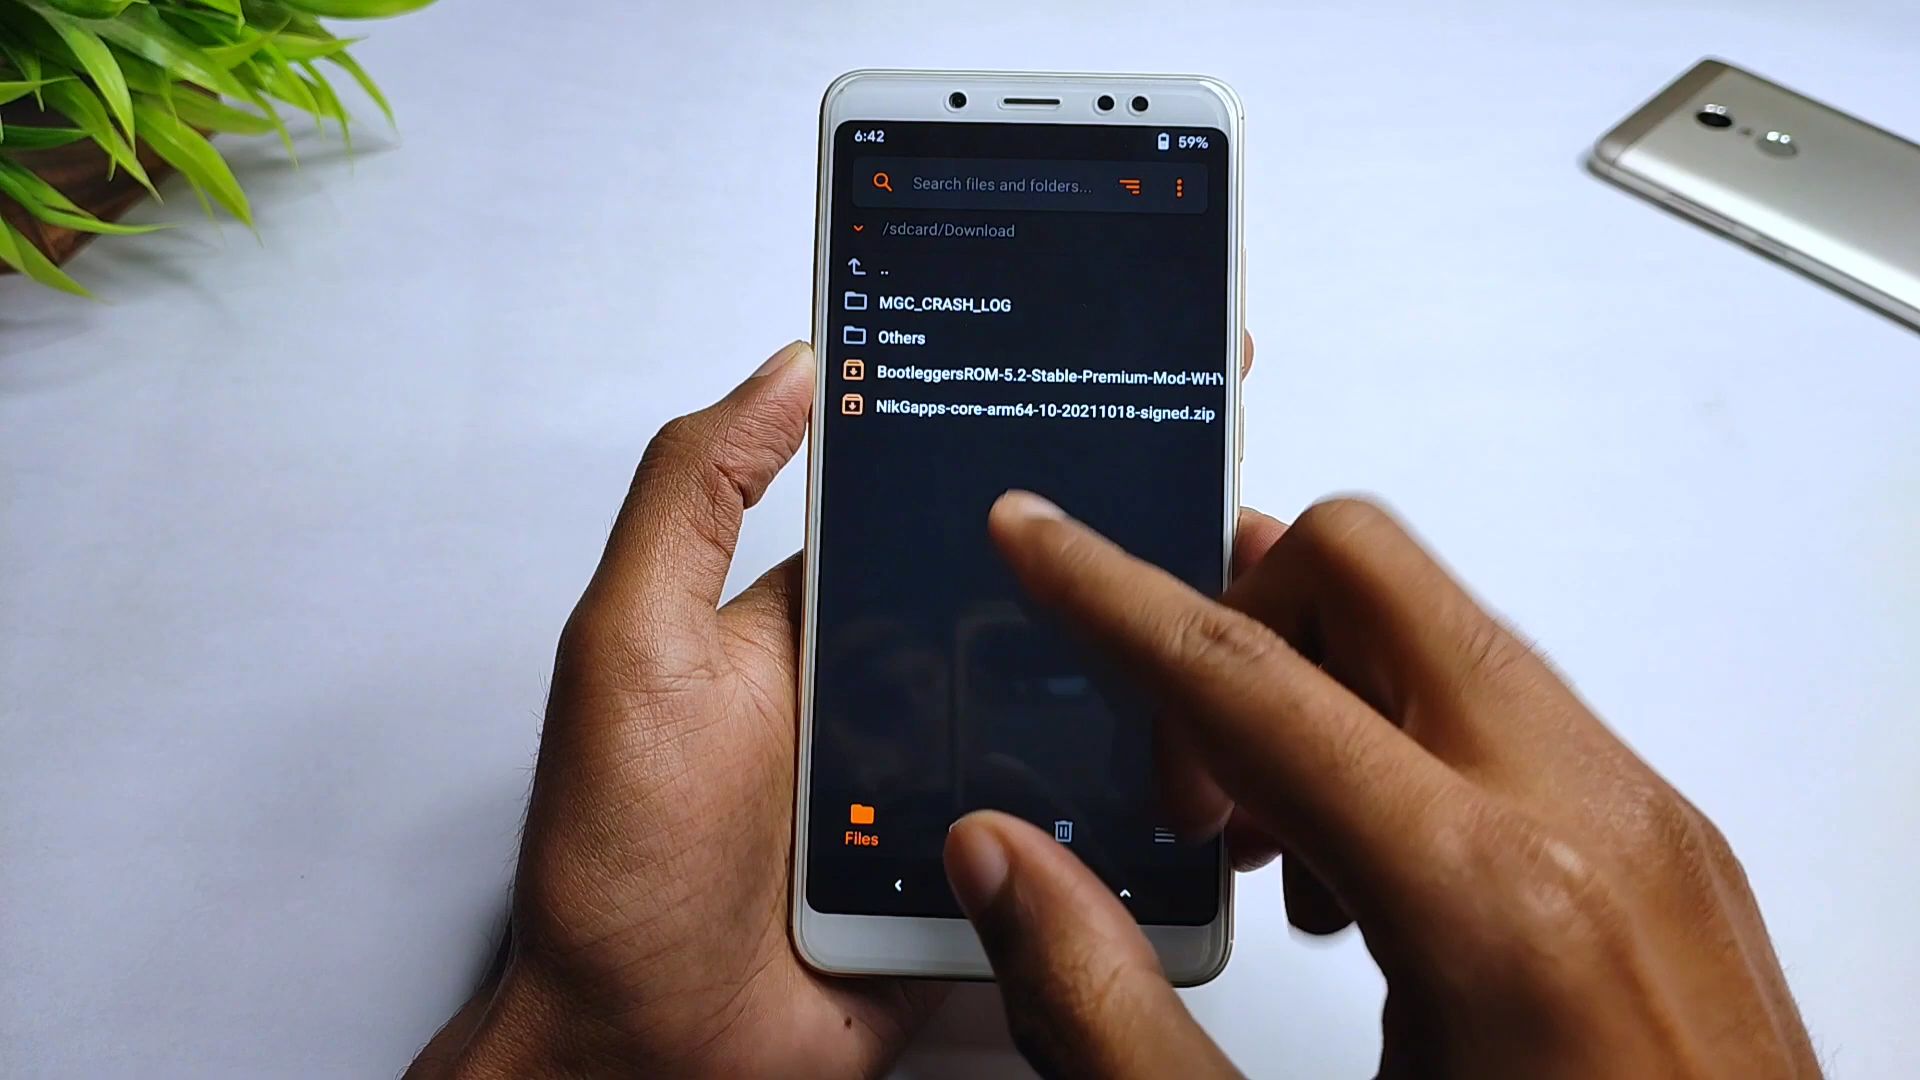 6:42
59%
Search files and folders...
/sdcard/Download
..
MGC_CRASH_LOG
Others
BootleggersROM-5.2-Stable-Premium-Mod-WHY
NikGapps-core-arm64-10-20211018-signed.zip
Files